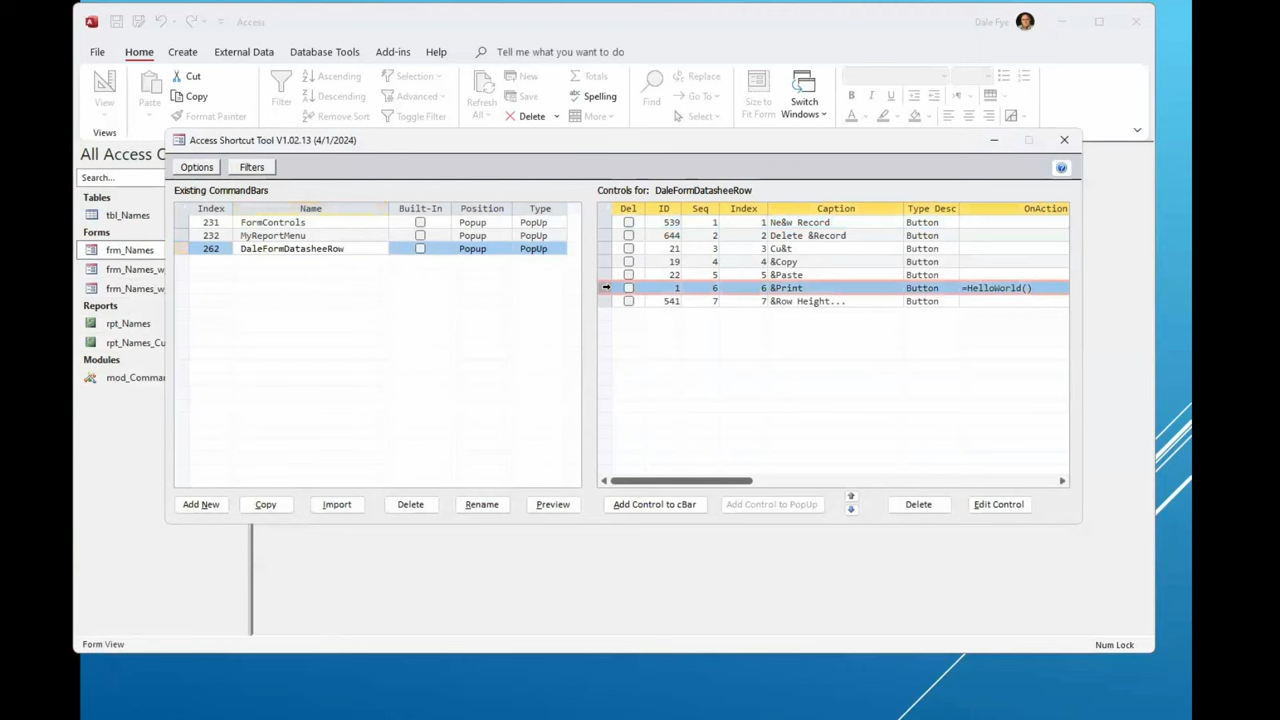 Access
Dale Fye
File Home Create External Data Database Tools Add-ins Help Tell me what you want to do
View
Views
Paste
Cut
Copy
Format Painter
Filter
Ascending
Descending
Remove Sort
Selection
Advanced
Toggle Filter
Refresh
All
New
Save
Delete
Totals
Spelling
More
Find
Replace
Go To
Select
Size to
Fit Form
Switch
Windows
B I U
All Access
Search...
Tables
tbl_Names
Forms
frm_Names
frm_Names_w
frm_Names_w
Reports
rpt_Names
rpt_Names_Cu
Modules
mod_Comma
Access Shortcut Tool V1.02.13 (4/1/2024)
Options Filters
Existing CommandBars
Index Name Built-In Position Type
231 FormControls Popup PopUp
232 MyReportMenu Popup PopUp
262 DaleFormDatasheeRow Popup PopUp
Add New Copy Import Delete Rename Preview
Controls for: DaleFormDatasheeRow
Del ID Seq Index Caption Type Desc OnAction
539 1 1 Ne&w Record Button
644 2 2 Delete &Record Button
21 3 3 Cu&t Button
19 4 4 &Copy Button
22 5 5 &Paste Button
1 6 6 &Print Button =HelloWorld()
541 7 7 &Row Height... Button
Add Control to cBar Add Control to PopUp Delete Edit Control
Form View
Num Lock